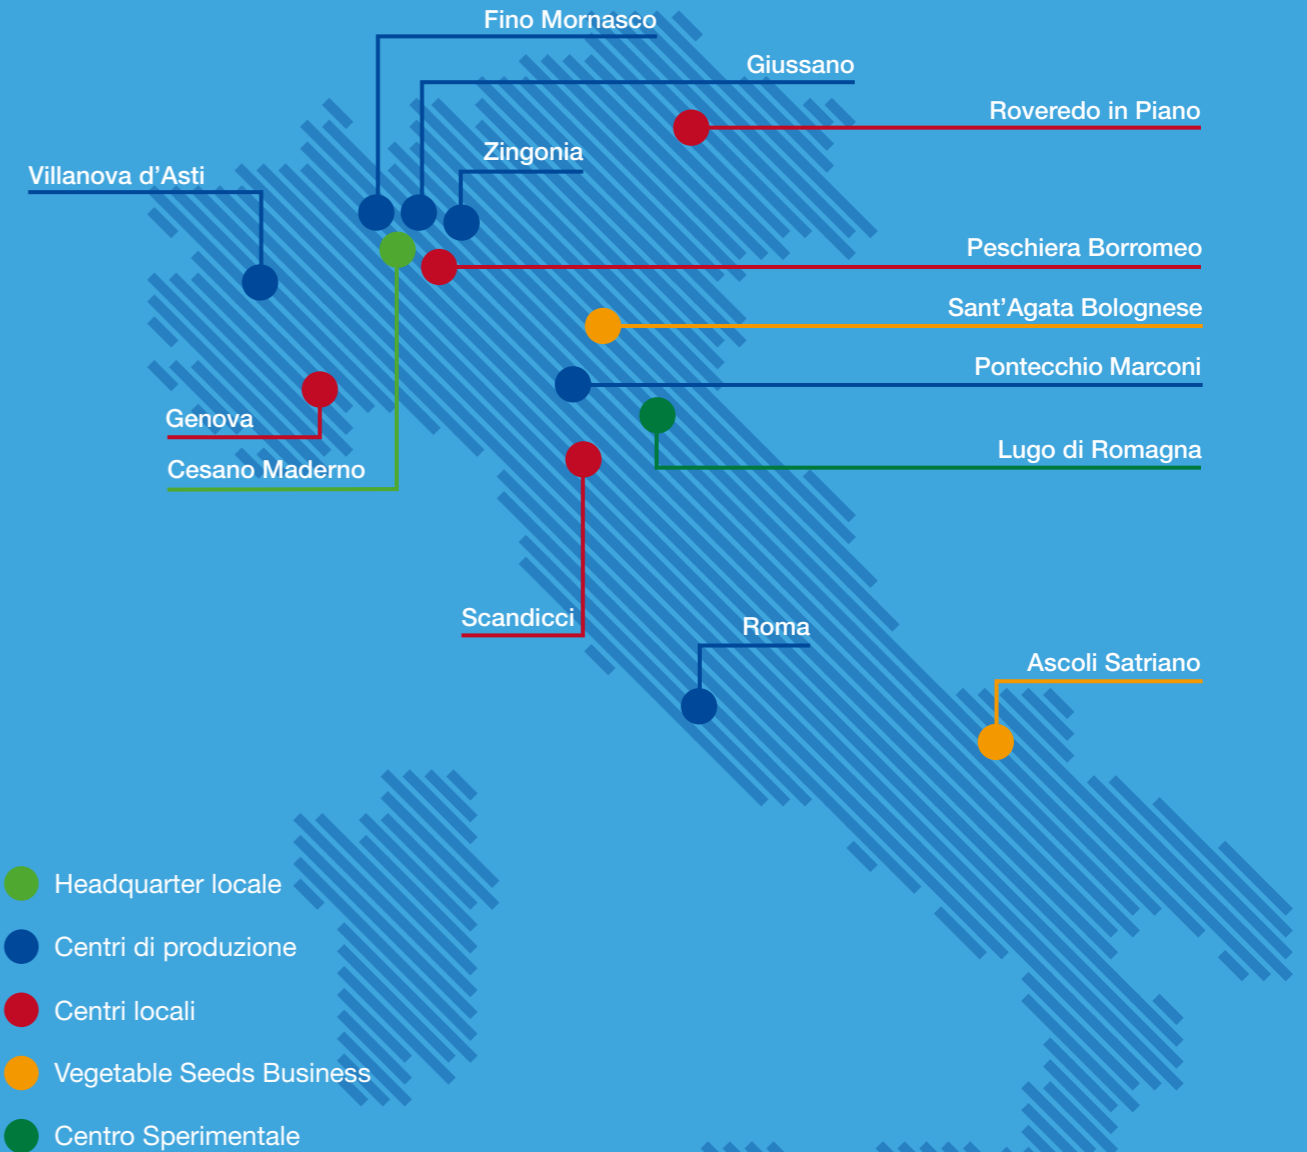 Fino Mornasco
Giussano
Roveredo in Piano
Zingonia
Villanova d’Asti
Peschiera Borromeo
Sant’Agata Bolognese
Pontecchio Marconi
Genova
Lugo di Romagna
Cesano Maderno
Scandicci
Roma
Ascoli Satriano
Headquarter locale
Centri di produzione
Centri locali
Vegetable Seeds Business
Centro Sperimentale